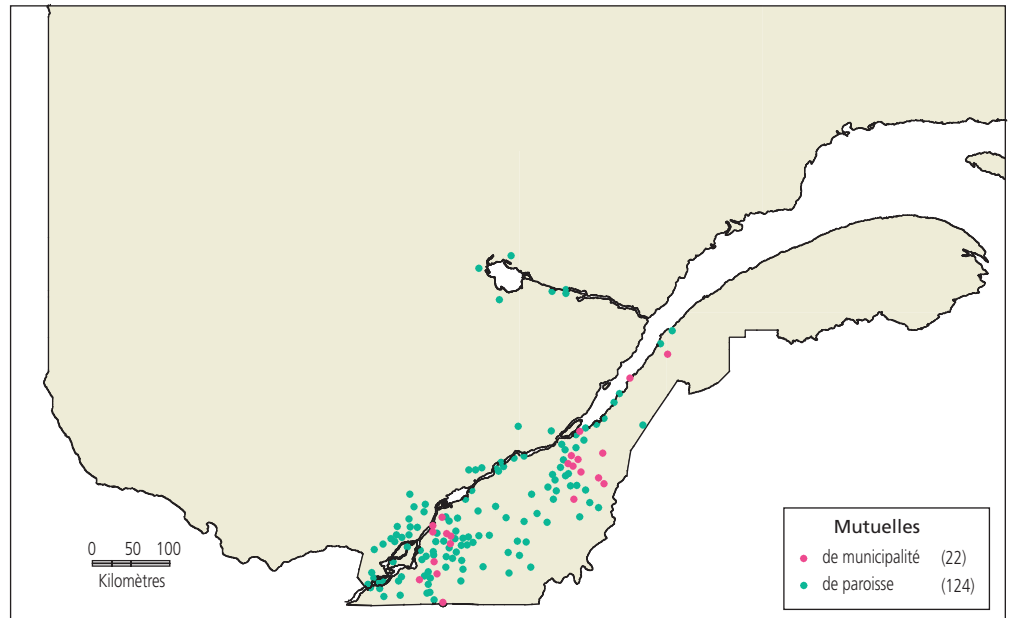 0 50 100
Kilomètres
Mutuelles
de municipalité (22)
de paroisse (124)